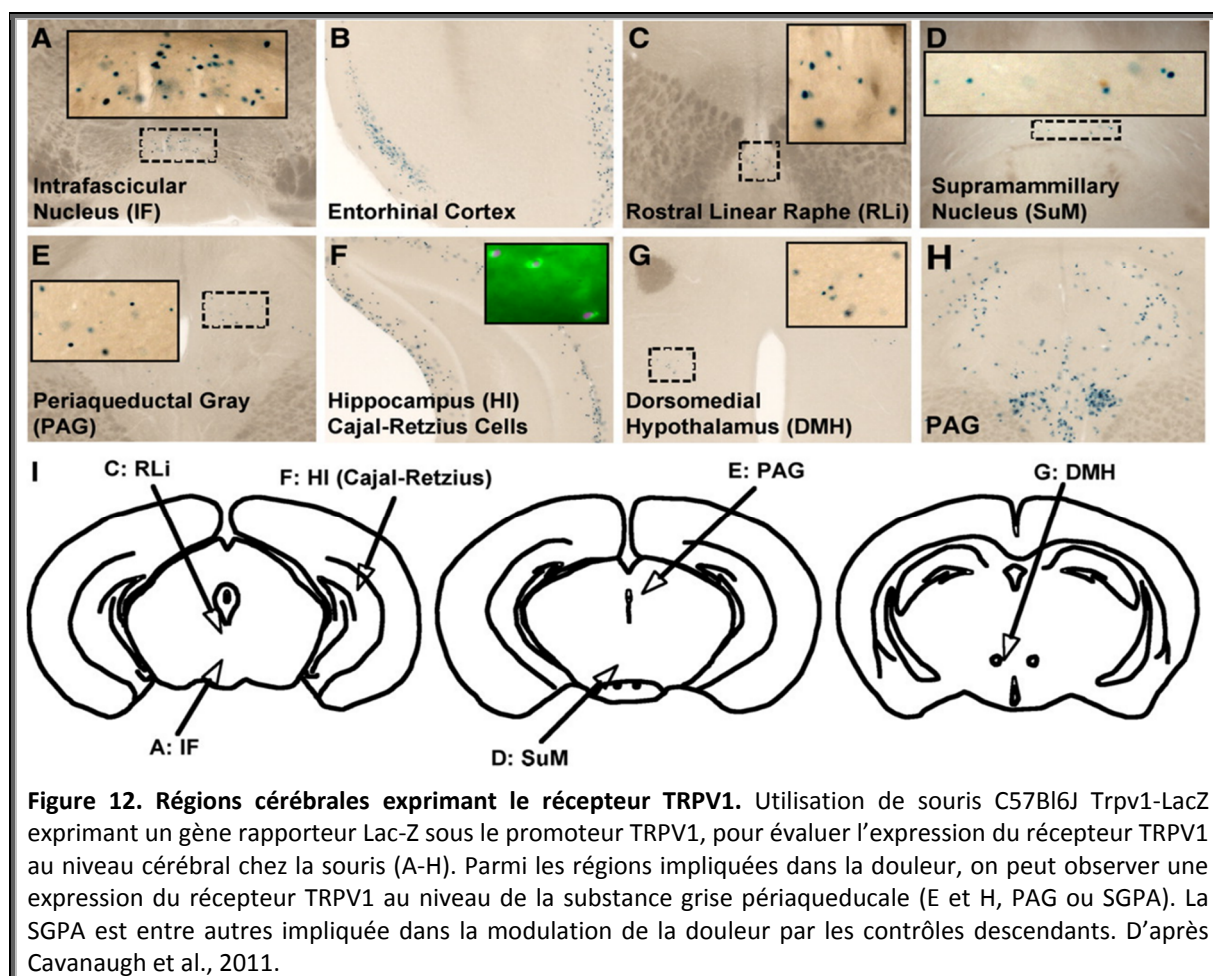 A
Intrafascicular
Nucleus (IF)
B
Entorhinal Cortex
C
Rostral Linear Raphe (RLi)
D
Supramammillary
Nucleus (SuM)
E
Periaqueductal Gray
(PAG)
F
Hippocampus (HI)
Cajal-Retzius Cells
G
Dorsomedial
Hypothalamus (DMH)
H
PAG
I
C: RLi
F: HI (Cajal-Retzius)
E: PAG
G: DMH
A: IF
D: SuM
Figure 12. Régions cérébrales exprimant le récepteur TRPV1. Utilisation de souris C57Bl6J Trpv1-LacZ
exprimant un gène rapporteur Lac-Z sous le promoteur TRPV1, pour évaluer l’expression du récepteur TRPV1
au niveau cérébral chez la souris (A-H). Parmi les régions impliquées dans la douleur, on peut observer une
expression du récepteur TRPV1 au niveau de la substance grise périaqueducale (E et H, PAG ou SGPA). La
SGPA est entre autres impliquée dans la modulation de la douleur par les contrôles descendants. D’après
Cavanaugh et al., 2011.